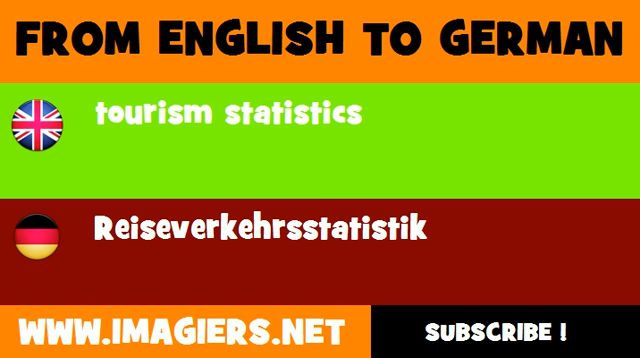 FROM ENGLISH TO GERMAN
tourism statistics
Reiseverkehrsstatistik
WWW.IMAGIERS.NET
SUBSCRIBE !